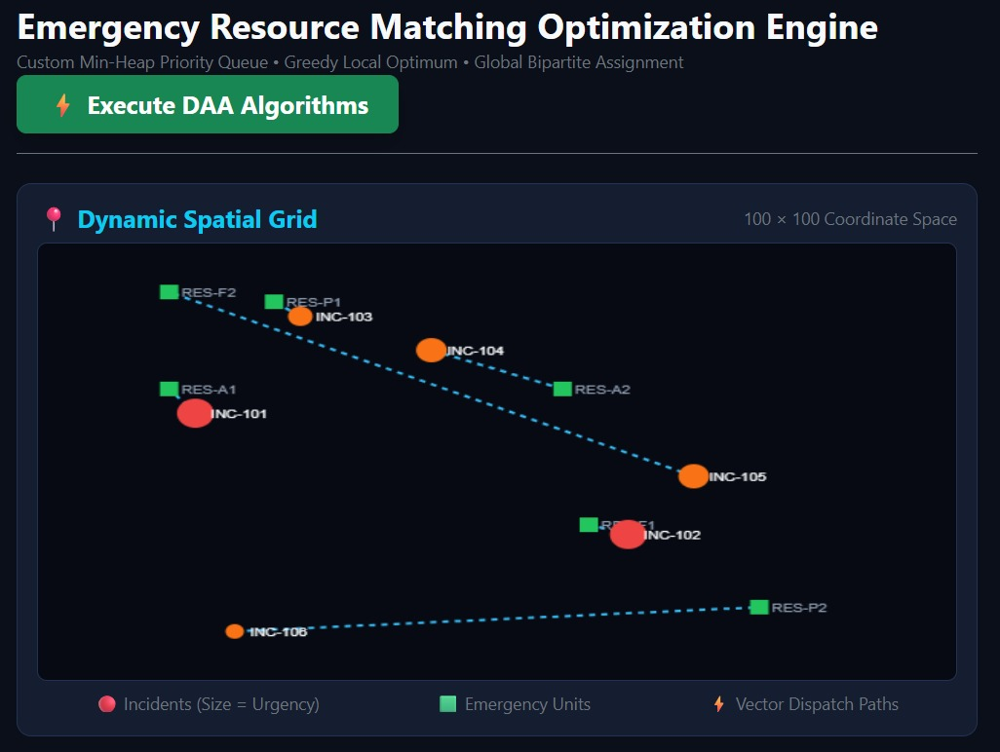 Emergency Resource Matching Optimization Engine
Custom Min-Heap Priority Queue • Greedy Local Optimum • Global Bipartite Assignment
Execute DAA Algorithms
Dynamic Spatial Grid
100 × 100 Coordinate Space
RES-F2
RES-P1
INC-103
INC-104
RES-A1
RES-A2
INC-101
INC-105
RES-F1
INC-102
RES-P2
INC-106
Incidents (Size = Urgency)
Emergency Units
Vector Dispatch Paths